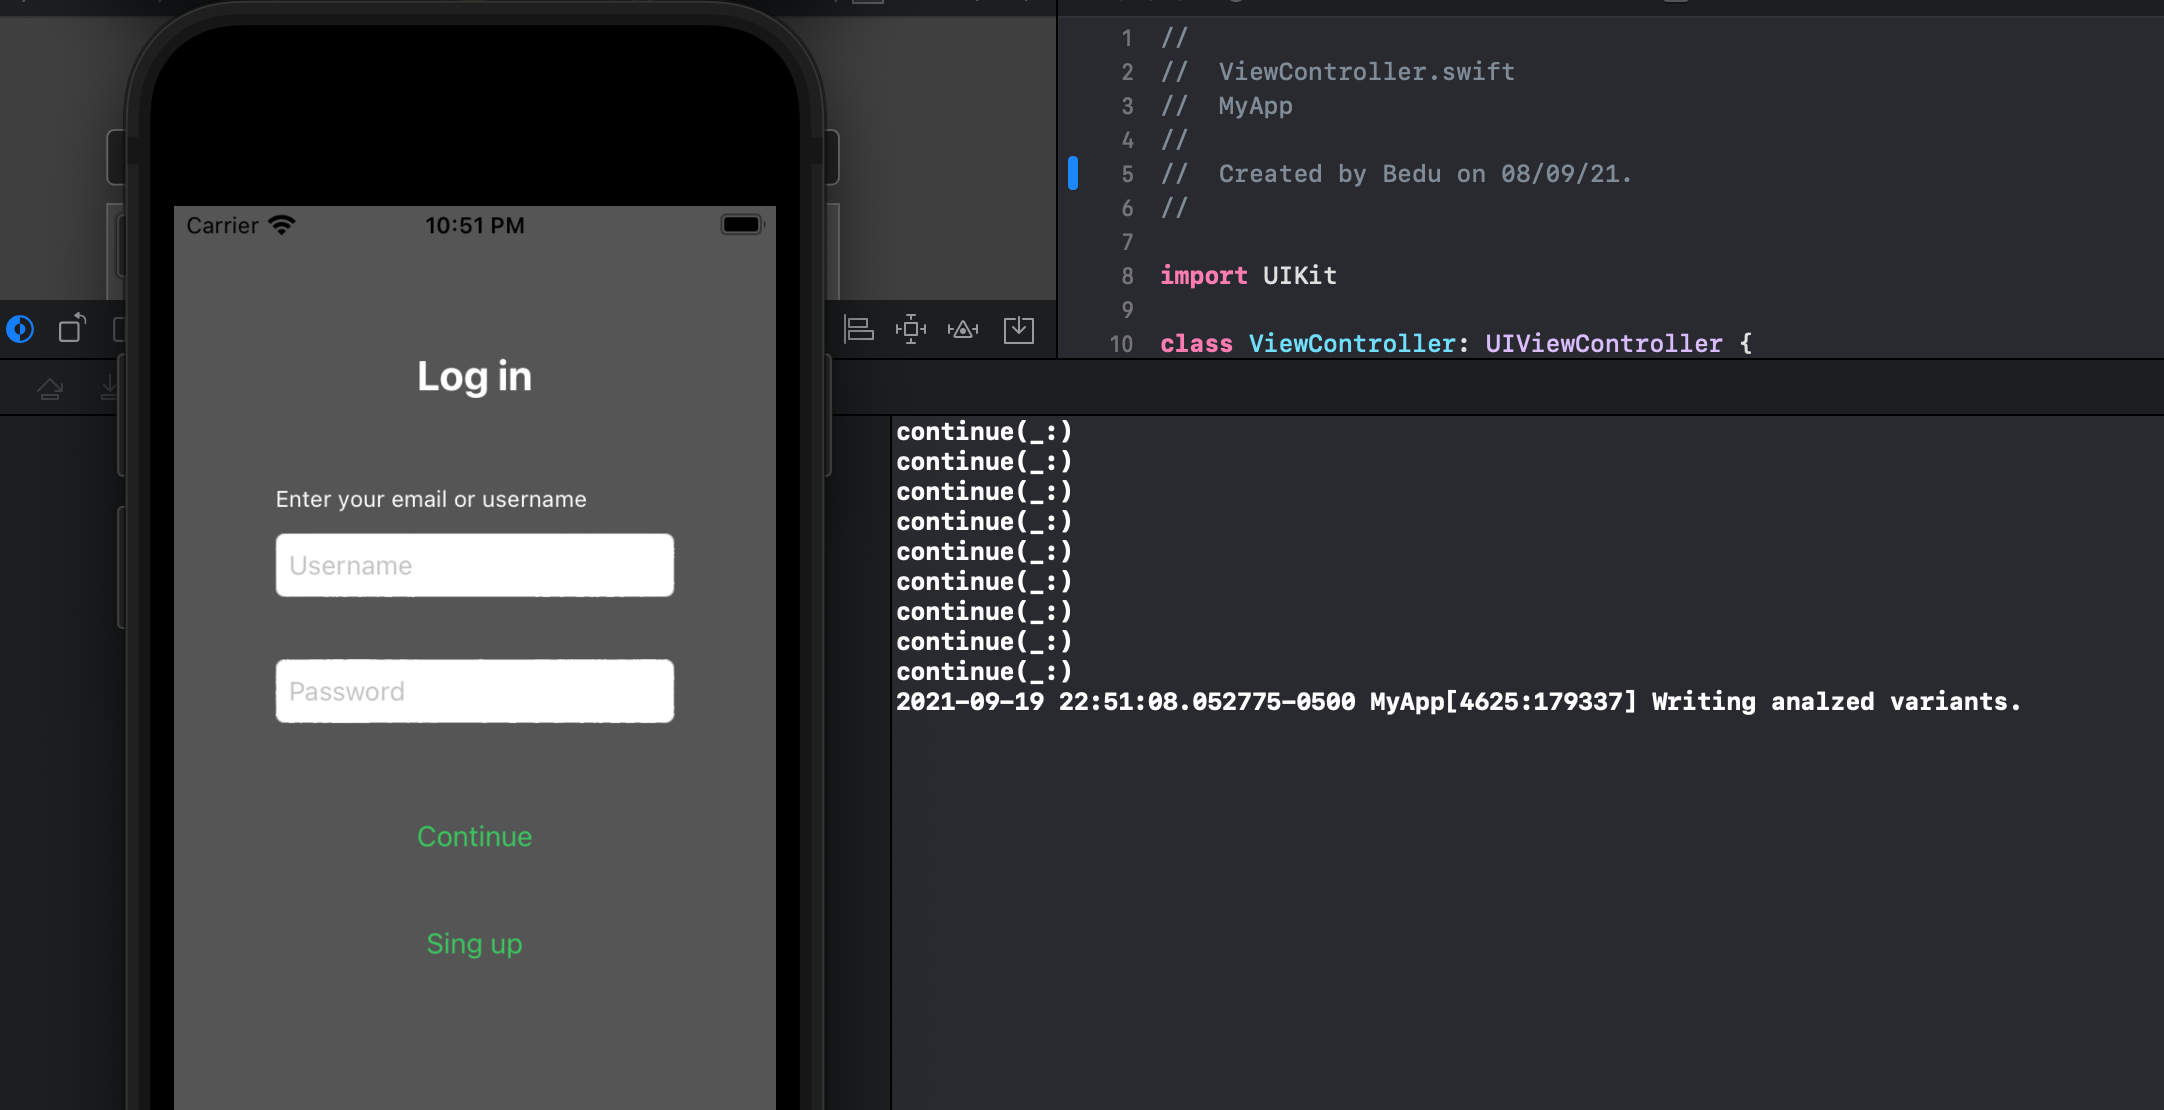 Carrier
10:51 PM
Log in
Enter your email or username
Username
Password
Continue
Sing up
1 //
2 //  ViewController.swift
3 //  MyApp
4 //
5 //  Created by Bedu on 08/09/21.
6 //
7
8 import UIKit
9
10 class ViewController: UIViewController {
continue(_:)
continue(_:)
continue(_:)
continue(_:)
continue(_:)
continue(_:)
continue(_:)
continue(_:)
continue(_:)
2021-09-19 22:51:08.052775-0500 MyApp[4625:179337] Writing analzed variants.